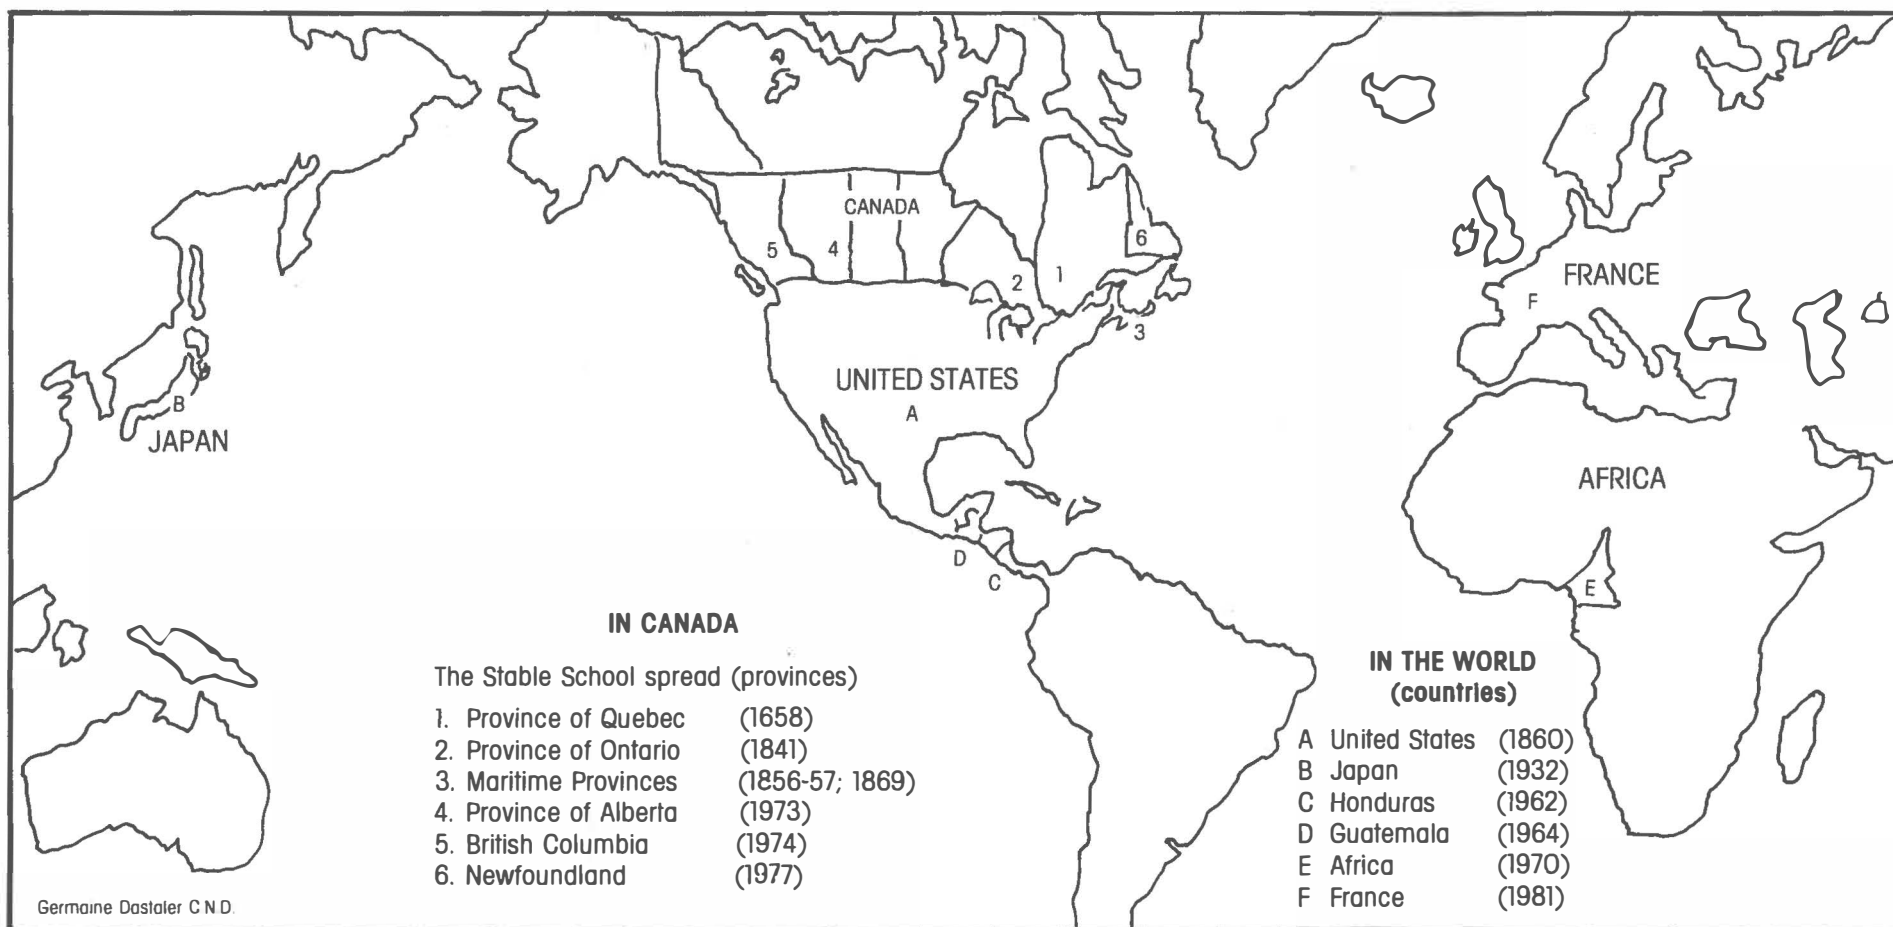 CANADA
5
4
6
2
1
3
FRANCE
F
UNITED STATES
A
B
JAPAN
AFRICA
D
C
E
IN CANADA
The Stable School spread (provinces)
1. Province of Quebec (1658)
2. Province of Ontario (1841)
3. Maritime Provinces (1856-57; 1869)
4. Province of Alberta (1973)
5. British Columbia (1974)
6. Newfoundland (1977)
IN THE WORLD
(countries)
A United States (1860)
B Japan (1932)
C Honduras (1962)
D Guatemala (1964)
E Africa (1970)
F France (1981)
Germaine Dastaler C N D.